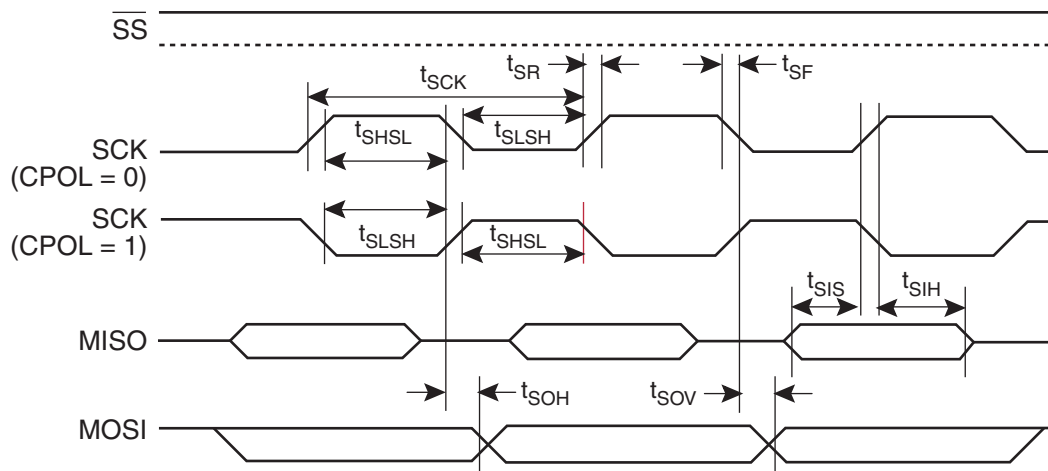 SS
tSR
tSF
tSCK
tSHSL
tSLSH
SCK
(CPOL = 0)
SCK
(CPOL = 1)
tSLSH
tSHSL
tSIS
tSIH
MISO
tSOH
tSOV
MOSI